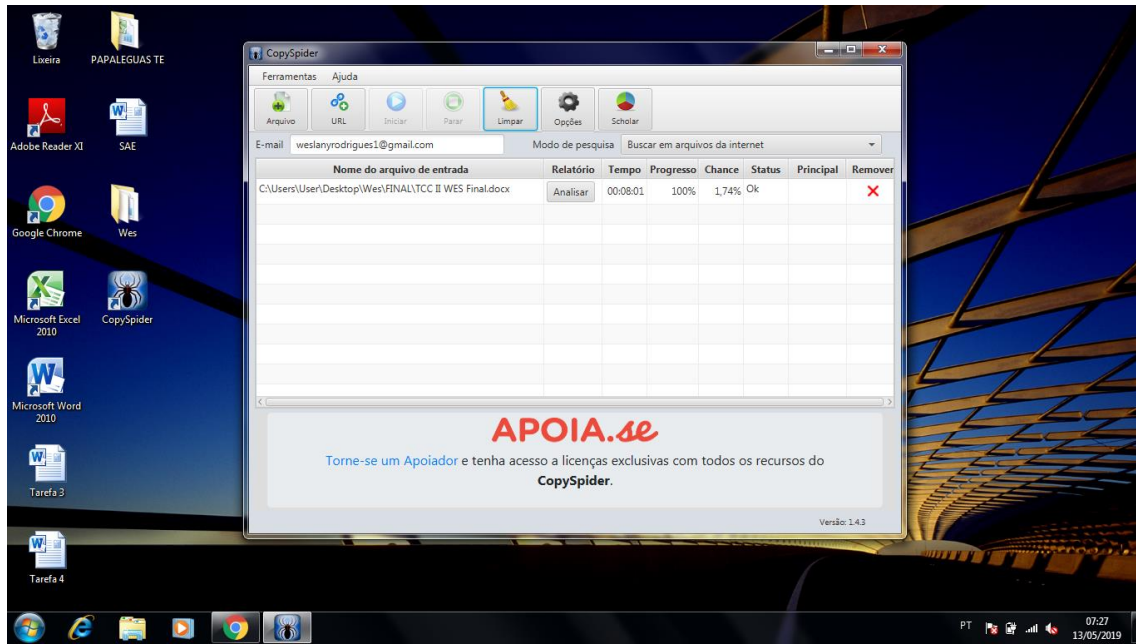 Lixeira
PAPALEGUAS TE
Adobe Reader XI
SAE
Google Chrome
Wes
Microsoft Excel
2010
CopySpider
Microsoft Word
2010
Tarefa 3
Tarefa 4
CopySpider
Ferramentas Ajuda
Arquivo URL Iniciar Parar Limpar Opções Scholar
E-mail weslanyrodrigues1@gmail.com Modo de pesquisa Buscar em arquivos da internet
Nome do arquivo de entrada Relatório Tempo Progresso Chance Status Principal Remover
C:\Users\User\Desktop\Wes\FINAL\TCC II WES Final.docx Analisar 00:08:01 100% 1,74% Ok
APOIA.se
Torne-se um Apoiador e tenha acesso a licenças exclusivas com todos os recursos do
CopySpider.
Versão: 1.4.3
PT 07:27
13/05/2019